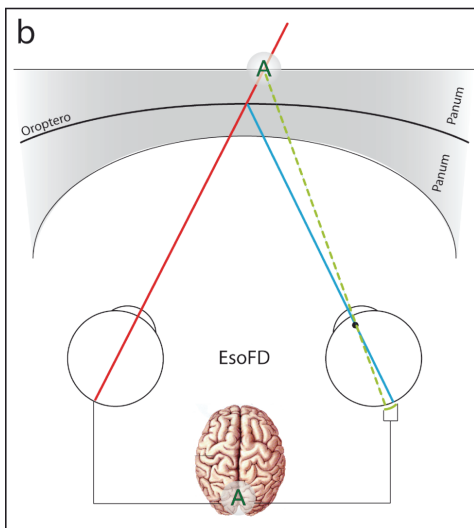 b
A
Oroptero
Panum
Panum
EsoFD
A